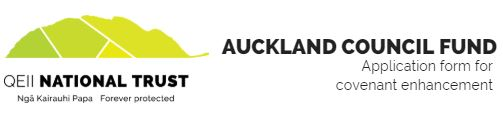 QEII NATIONAL TRUST
Ngā Kairauhi Papa Forever protected
AUCKLAND COUNCIL FUND
Application form for
covenant enhancement